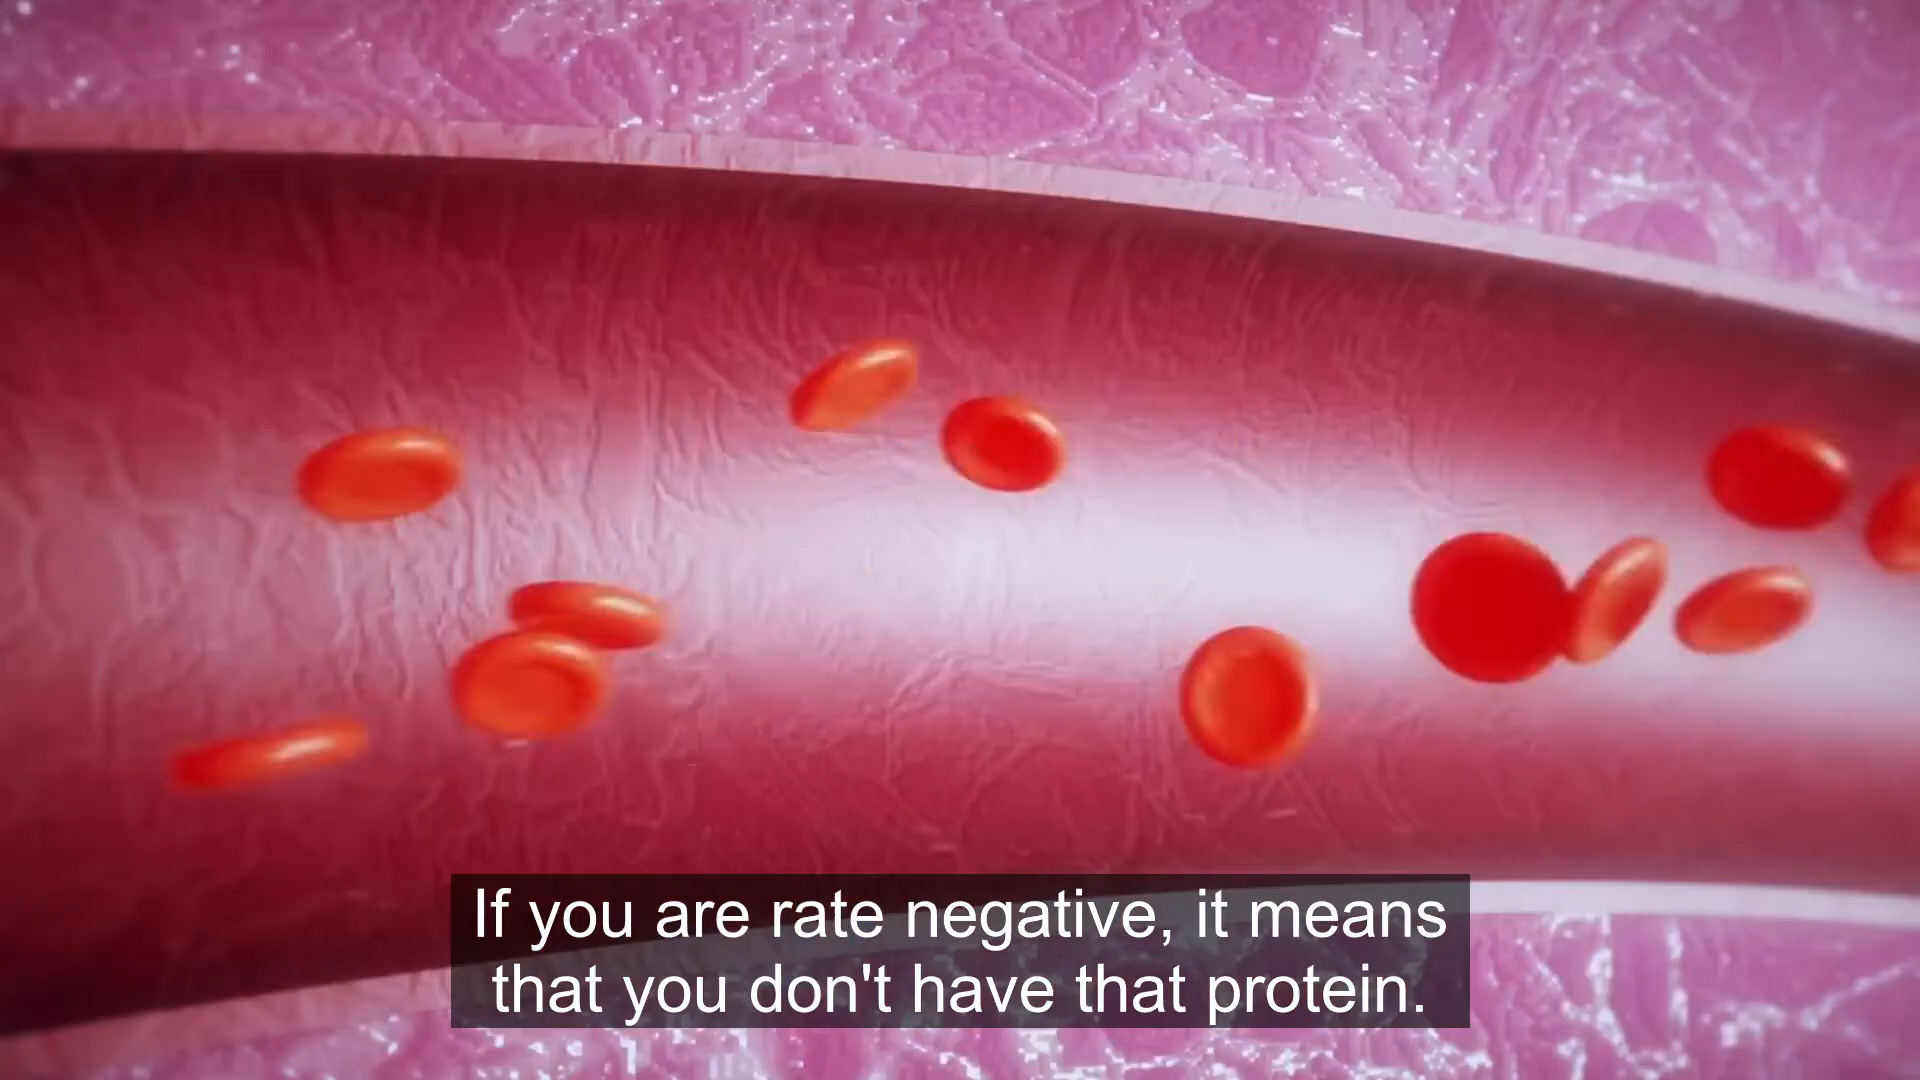 If you are rate negative, it means
that you don't have that protein.